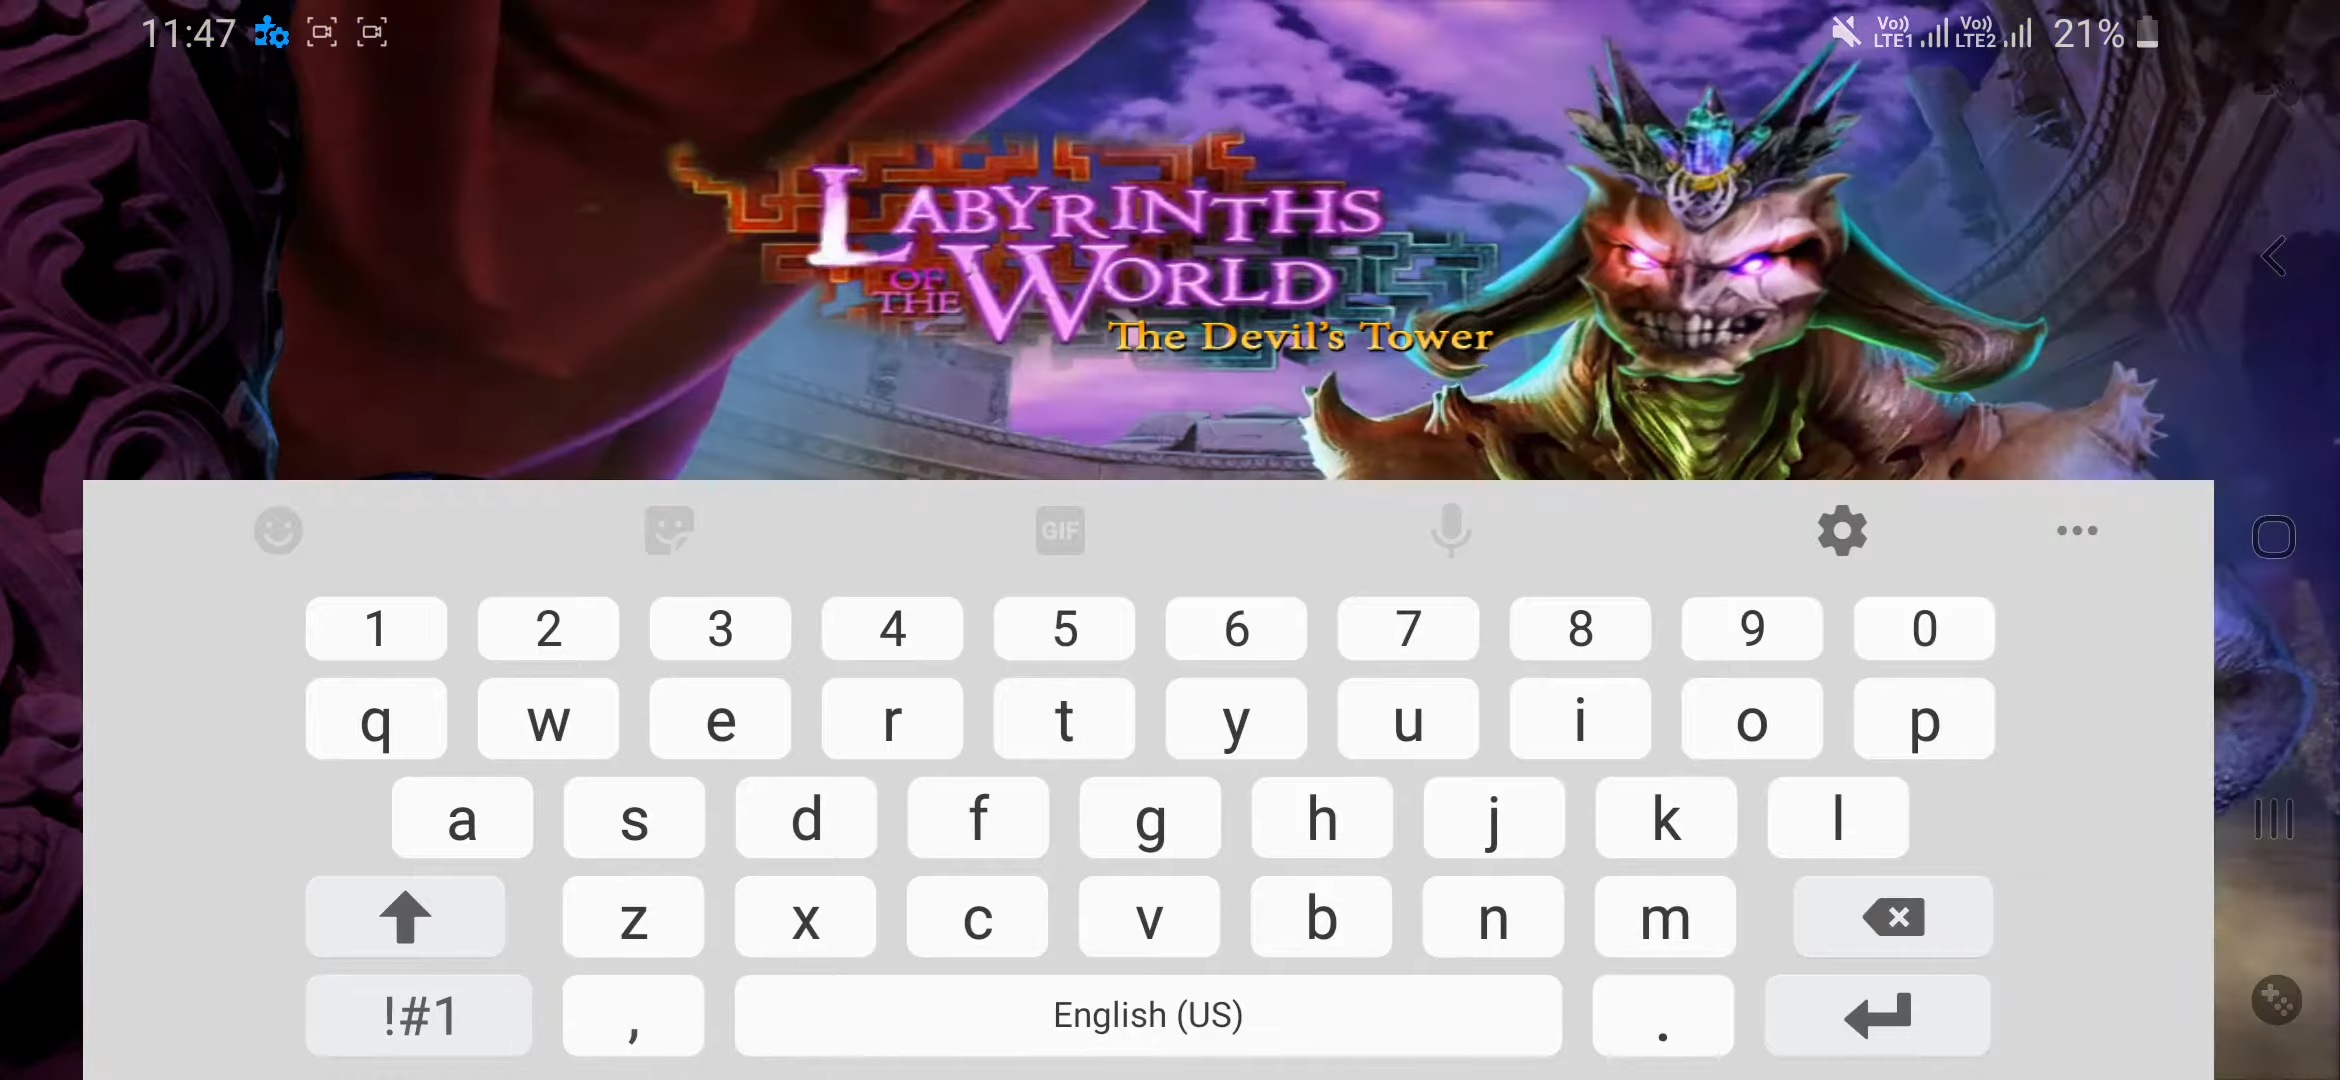 11:47
Vo)) LTE1 Vo)) LTE2 21%
LABYRINTHS
OF THE WORLD
The Devil's Tower
GIF
1 2 3 4 5 6 7 8 9 0
q w e r t y u i o p
a s d f g h j k l
z x c v b n m
!#1 , English (US) .